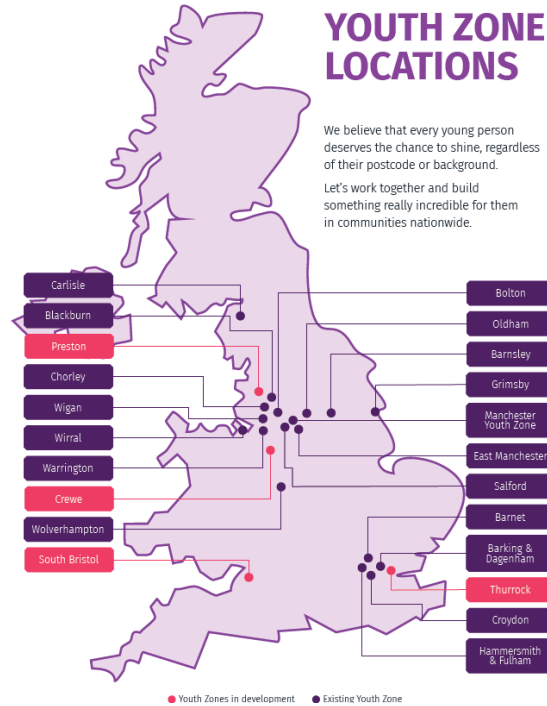 YOUTH ZONE
LOCATIONS
We believe that every young person
deserves the chance to shine, regardless
of their postcode or background.
Let's work together and build
something really incredible for them
in communities nationwide.
Carlisle
Blackburn
Preston
Chorley
Wigan
Wirral
Warrington
Crewe
Wolverhampton
South Bristol
Bolton
Oldham
Barnsley
Grimsby
Manchester
Youth Zone
East Manchester
Salford
Barnet
Barking &
Dagenham
Thurrock
Croydon
Hammersmith
& Fulham
Youth Zones in development
Existing Youth Zone